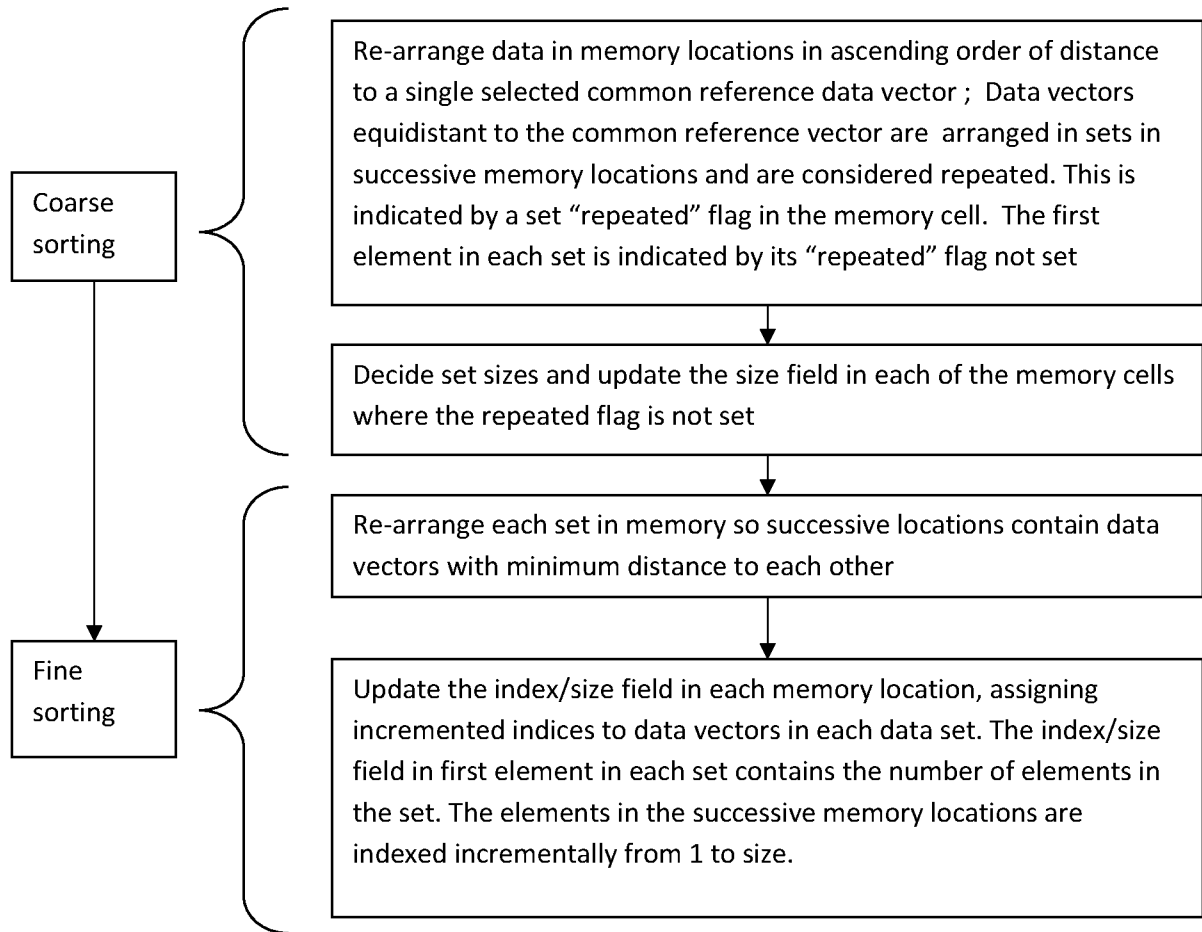 Re-arrange data in memory locations in ascending order of distance
to a single selected common reference data vector ;  Data vectors
equidistant to the common reference vector are  arranged in sets in
successive memory locations and are considered repeated. This is
indicated by a set “repeated” flag in the memory cell.  The first
element in each set is indicated by its “repeated” flag not set
Coarse
sorting
Decide set sizes and update the size field in each of the memory cells
where the repeated flag is not set
Re-arrange each set in memory so successive locations contain data
vectors with minimum distance to each other
Fine
sorting
Update the index/size field in each memory location, assigning
incremented indices to data vectors in each data set. The index/size
field in first element in each set contains the number of elements in
the set. The elements in the successive memory locations are
indexed incrementally from 1 to size.